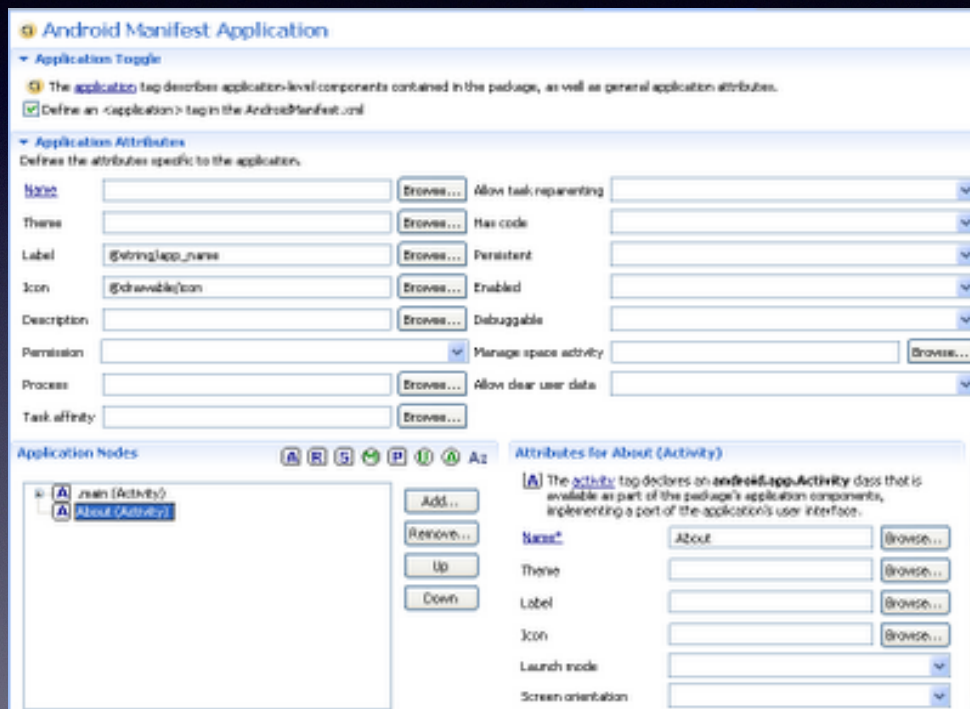 Android Manifest Application
Application Toggle
The application tag describes application-level components contained in the package, as well as general application attributes.
Define an <application> tag in the AndroidManifest.xml
Application Attributes
Defines the attributes specific to the application.
Name Browse... Allow task reparenting
Theme Browse... Has code
Label @string/app_name Browse... Persistent
Icon @drawable/icon Browse... Enabled
Description Browse... Debuggable
Permission Manage space activity Browse...
Process Browse... Allow clear user data
Task affinity Browse...
Application Nodes A R S M P U A Az
.main (Activity)
About (Activity)
Add...
Remove...
Up
Down
Attributes for About (Activity)
A The activity tag declares an android.app.Activity class that is
available as part of the package's application components,
implementing a part of the application's user interface.
Name* About Browse...
Theme Browse...
Label Browse...
Icon Browse...
Launch mode
Screen orientation